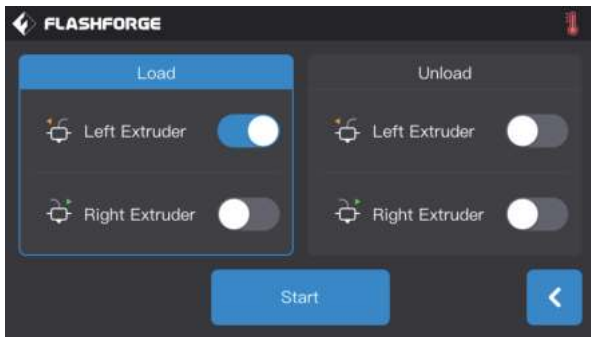 FLASHFORGE
Load
Left Extruder
Right Extruder
Unload
Left Extruder
Right Extruder
Start